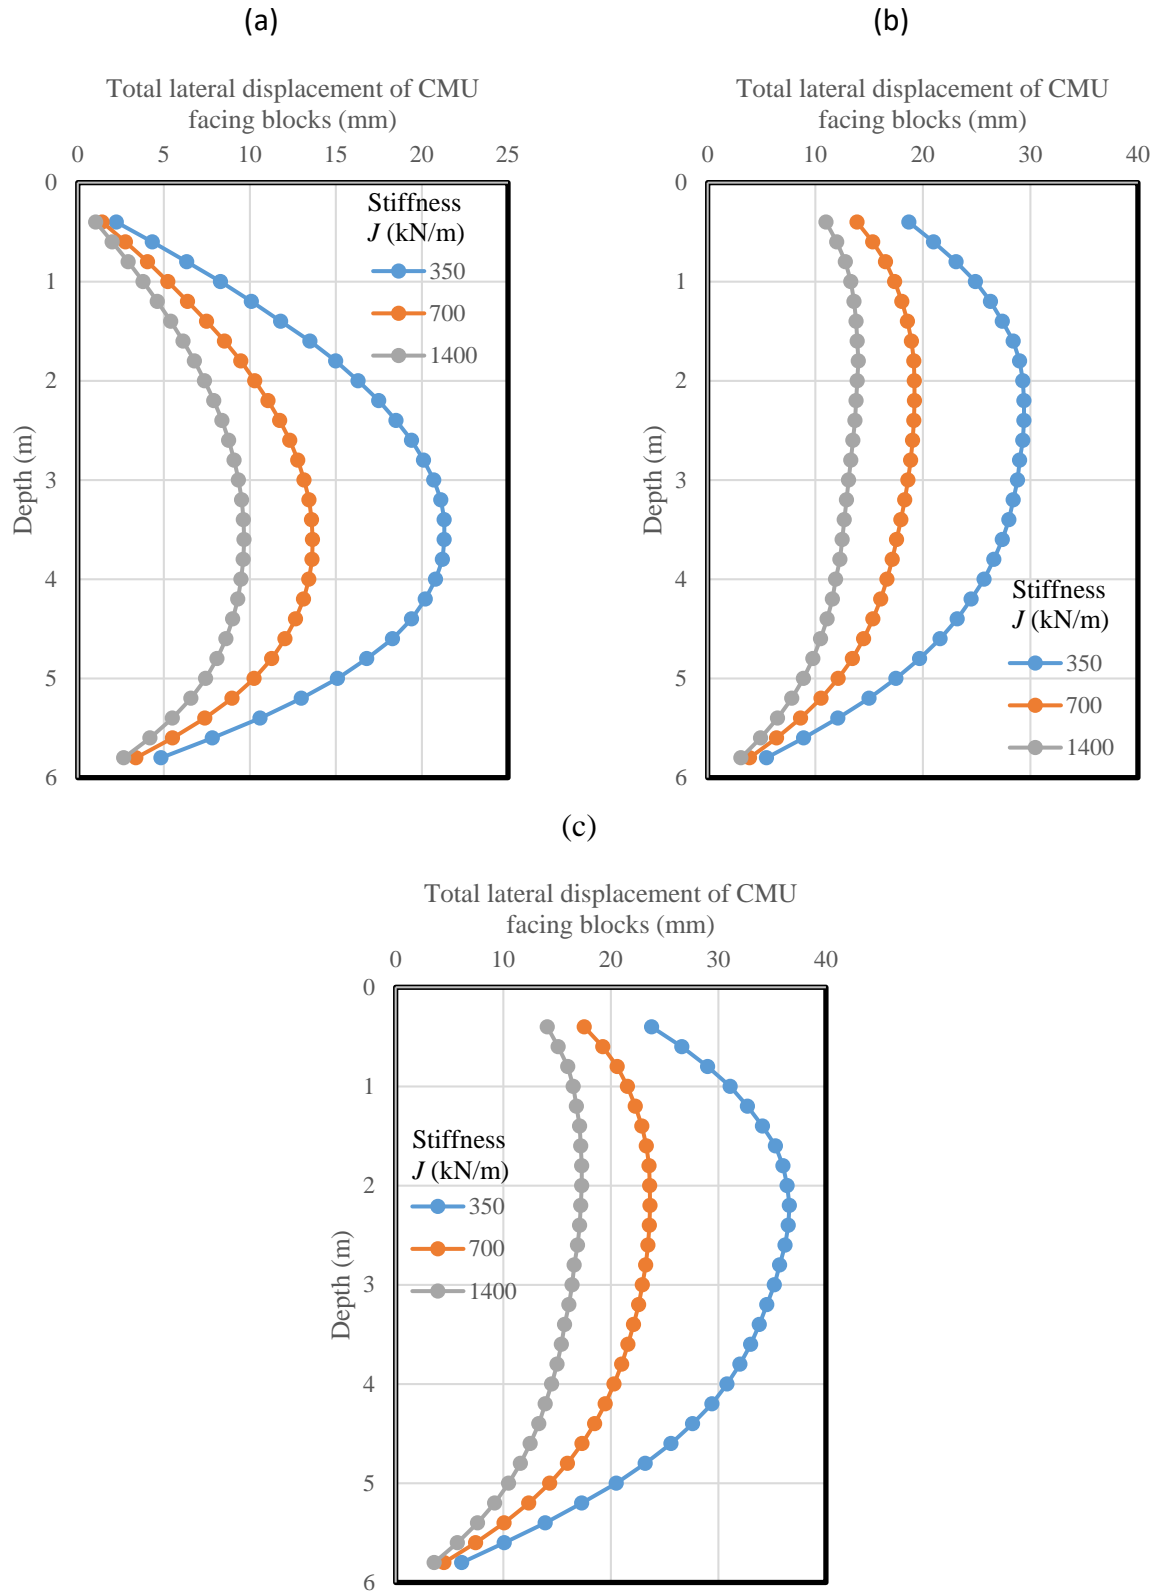 (a)
Total lateral displacement of CMU
facing blocks (mm)
0 5 10 15 20 25
0
1
2
3
4
5
6
Depth (m)
Stiffness
J (kN/m)
350
700
1400
(b)
Total lateral displacement of CMU
facing blocks (mm)
0 10 20 30 40
0
1
2
3
4
5
6
Depth (m)
Stiffness
J (kN/m)
350
700
1400
(c)
Total lateral displacement of CMU
facing blocks (mm)
0 10 20 30 40
0
1
2
3
4
5
6
Depth (m)
Stiffness
J (kN/m)
350
700
1400